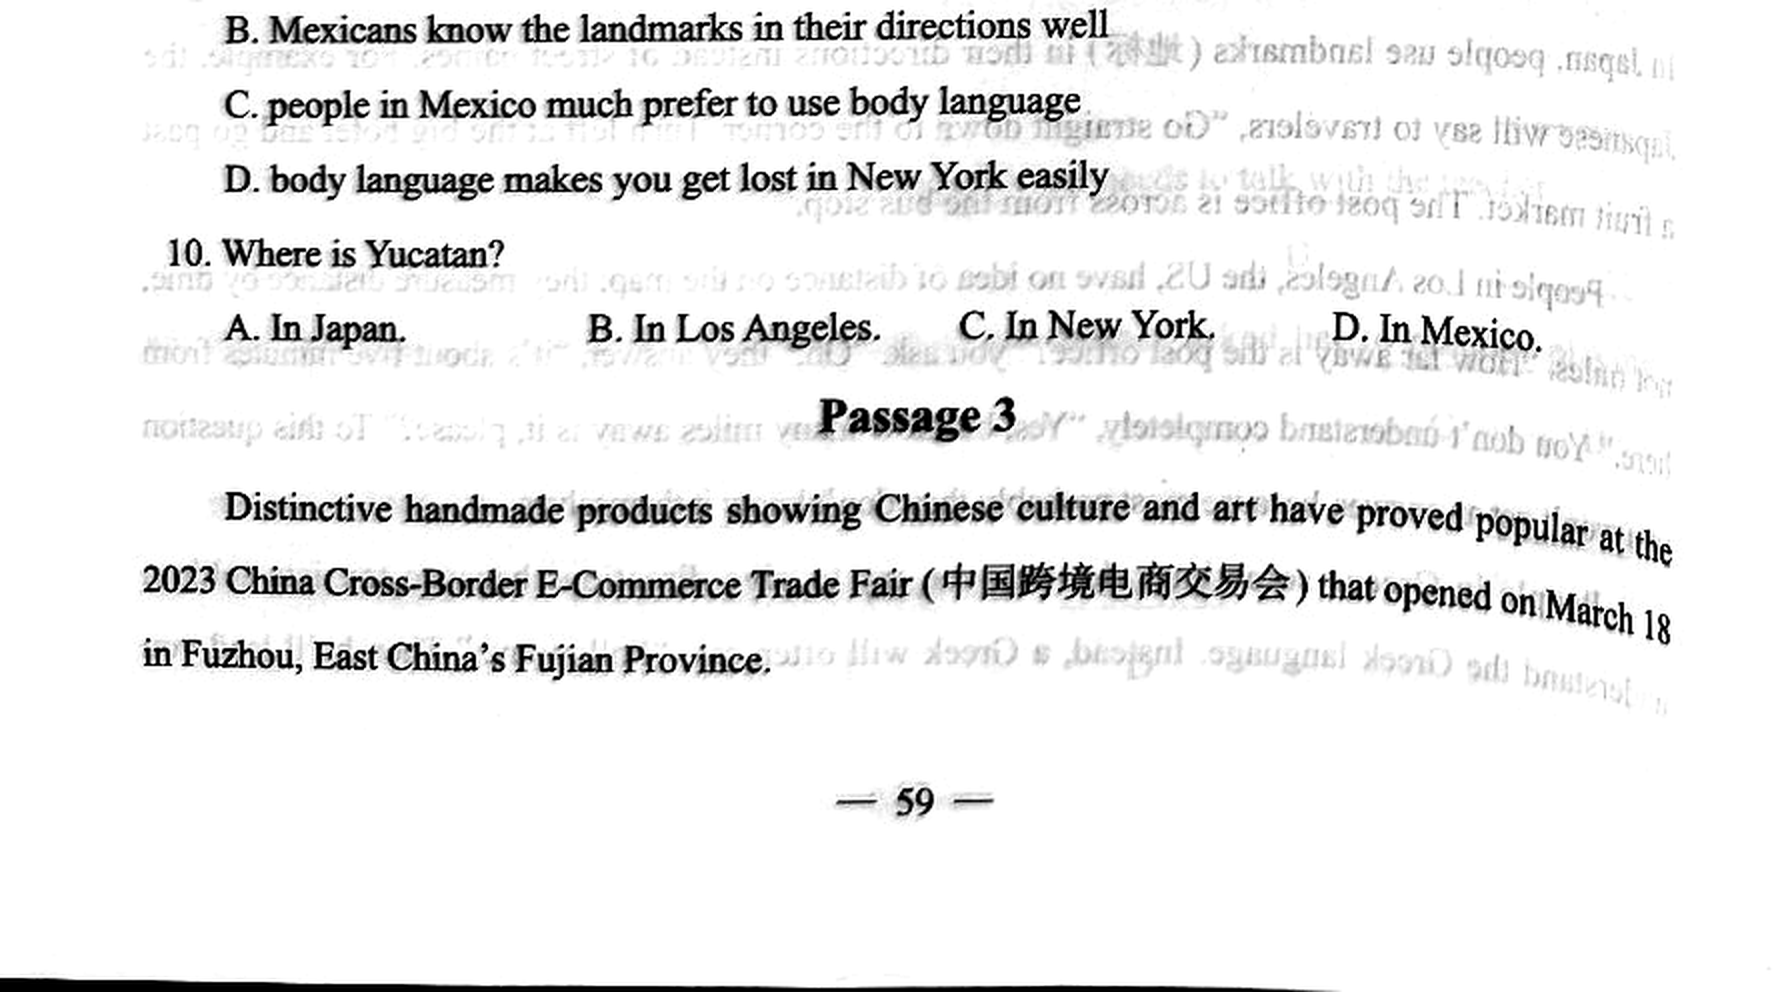 B. Mexicans know the landmarks in their directions well
C. people in Mexico much prefer to use body language
D. body language makes you get lost in New York easily
10. Where is Yucatan?
A. In Japan. B. In Los Angeles. C. In New York. D. In Mexico.
Passage 3
Distinctive handmade products showing Chinese culture and art have proved popular at the
2023 China Cross-Border E-Commerce Trade Fair (中国跨境电商交易会) that opened on March 18
in Fuzhou, East China's Fujian Province.
— 59 —